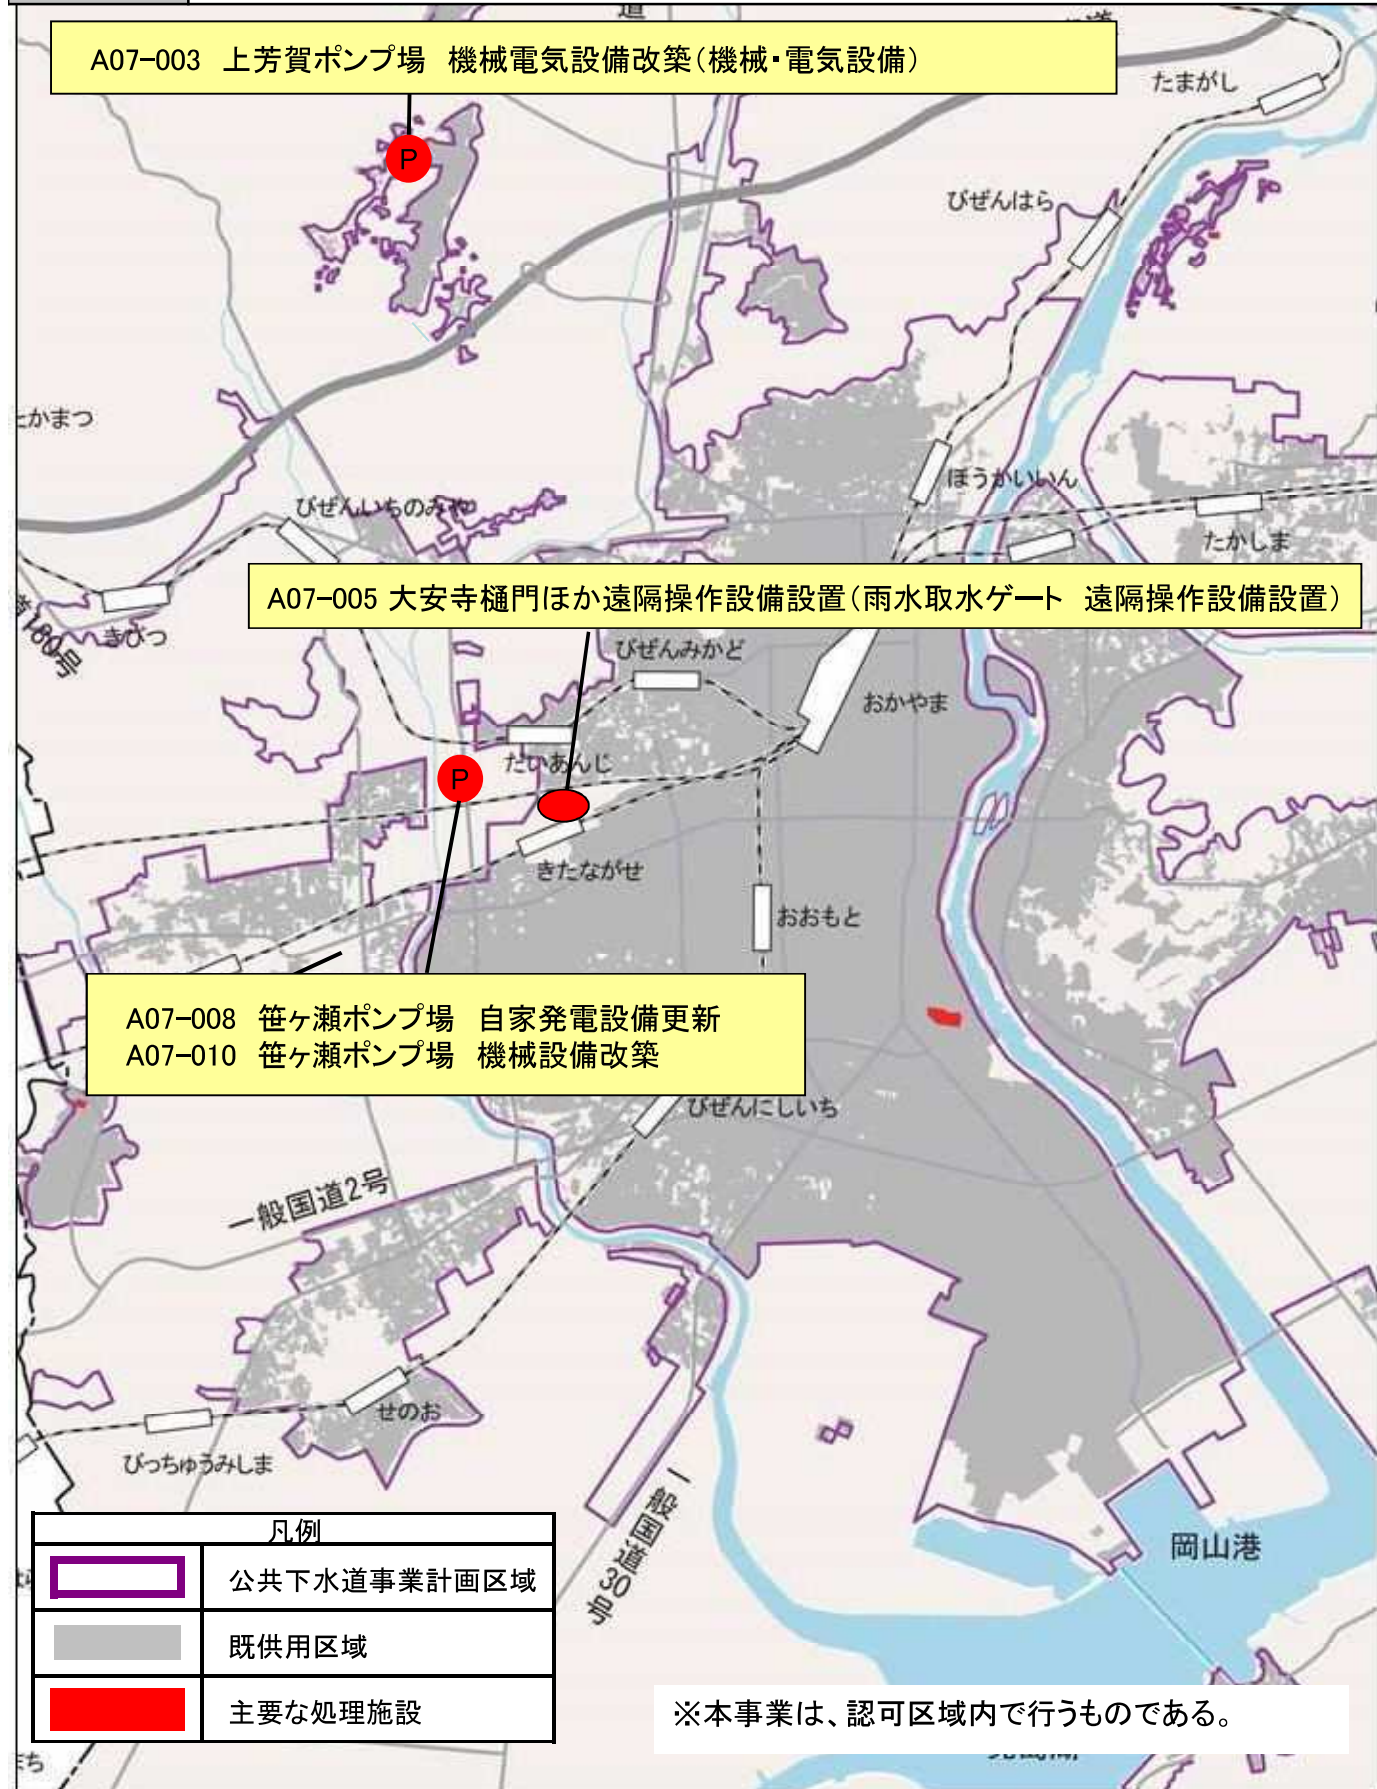 A07-003 上芳賀ポンプ場 機械電気設備改築(機械・電気設備)
たまがし
びぜんはら
かまつ
びぜんいちのみや
ほうかいいん
たかしま
きびつ
180号
A07-005 大安寺樋門ほか遠隔操作設備設置(雨水取水ゲート 遠隔操作設備設置)
びぜんみかど
おかやま
だいあんじ
きたながせ
おおもと
A07-008 笹ヶ瀬ポンプ場 自家発電設備更新
A07-010 笹ヶ瀬ポンプ場 機械設備改築
びぜんにしいち
一般国道2号
せのお
びっちゅうみしま
一般国道30号
岡山港
凡例
公共下水道事業計画区域
既供用区域
主要な処理施設
※本事業は、認可区域内で行うものである。
P
P